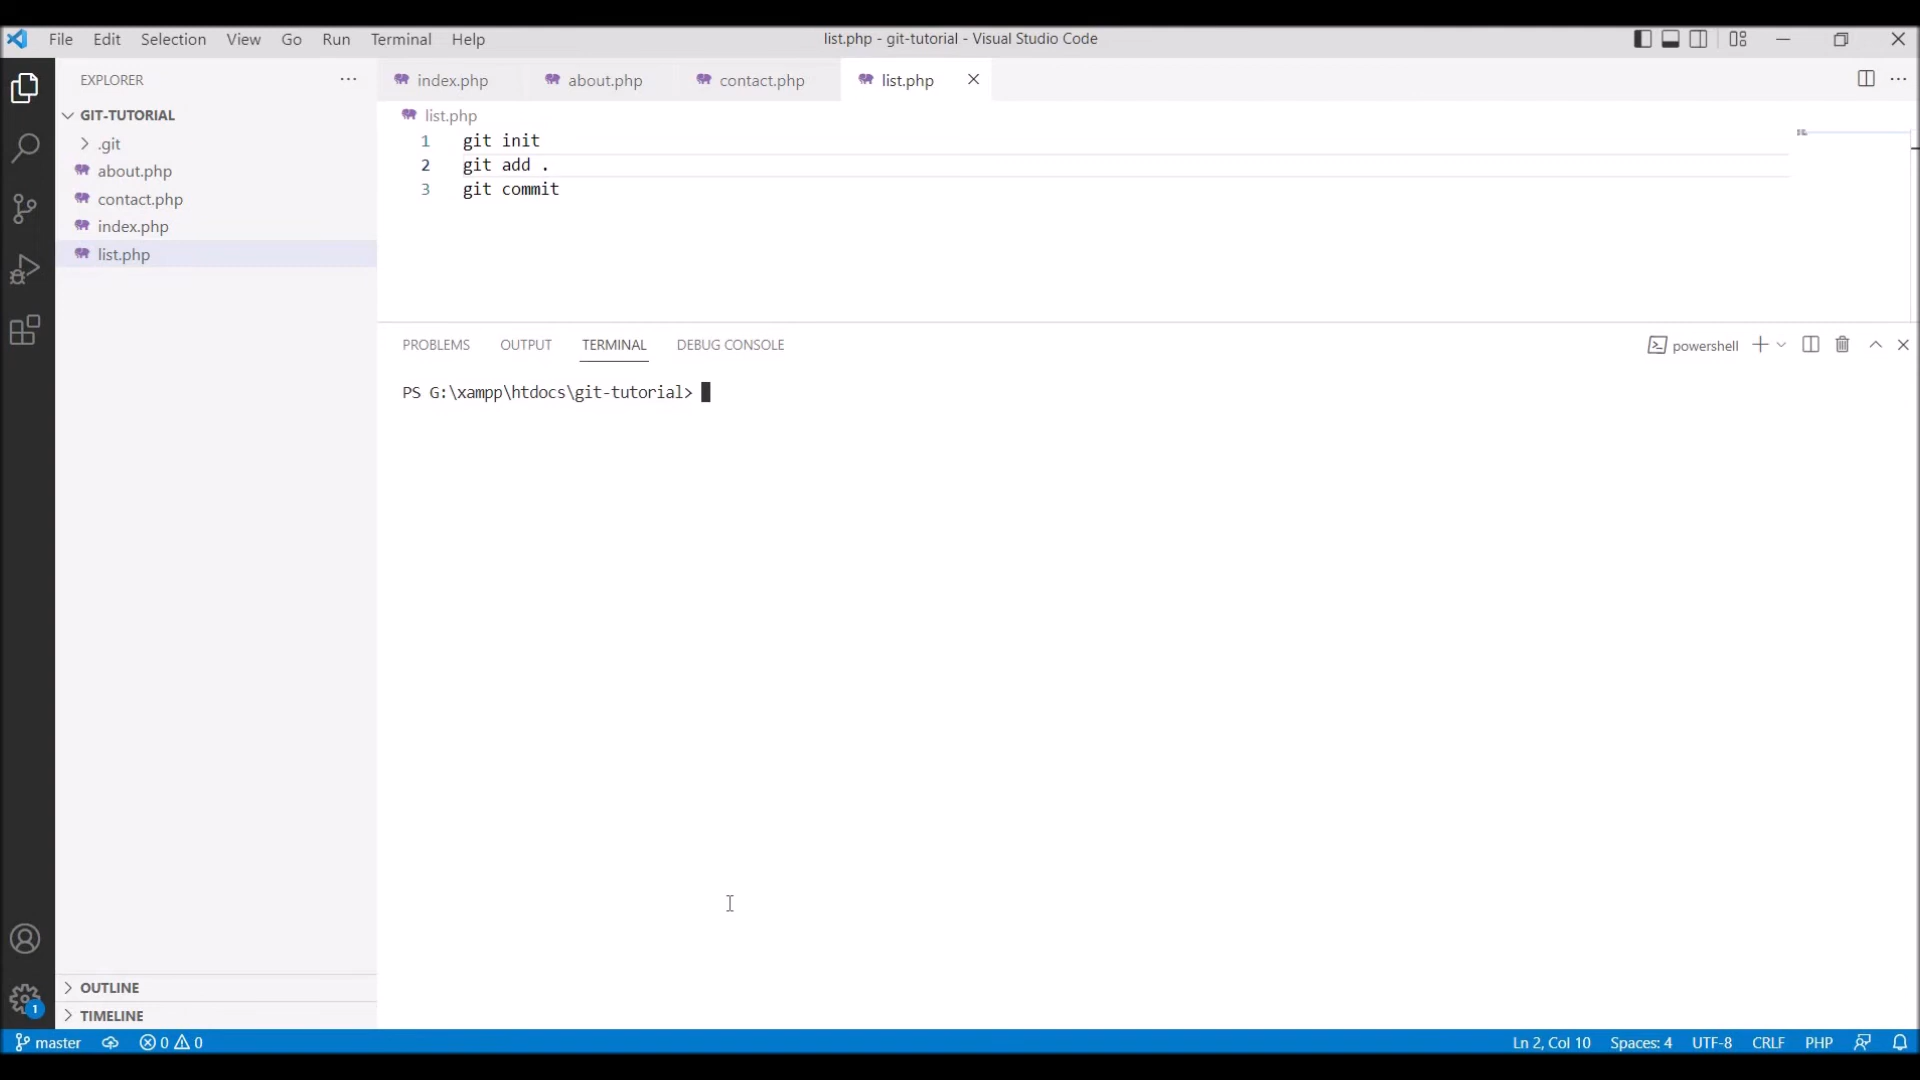 File Edit Selection View Go Run Terminal Help
list.php - git-tutorial - Visual Studio Code
EXPLORER
GIT-TUTORIAL
.git
about.php
contact.php
index.php
list.php
index.php about.php contact.php list.php
list.php
1 git init
2 git add .
3 git commit
PROBLEMS OUTPUT TERMINAL DEBUG CONSOLE
powershell
PS G:\xampp\htdocs\git-tutorial>
OUTLINE
TIMELINE
1
master 0 0
Ln 2, Col 10 Spaces: 4 UTF-8 CRLF PHP